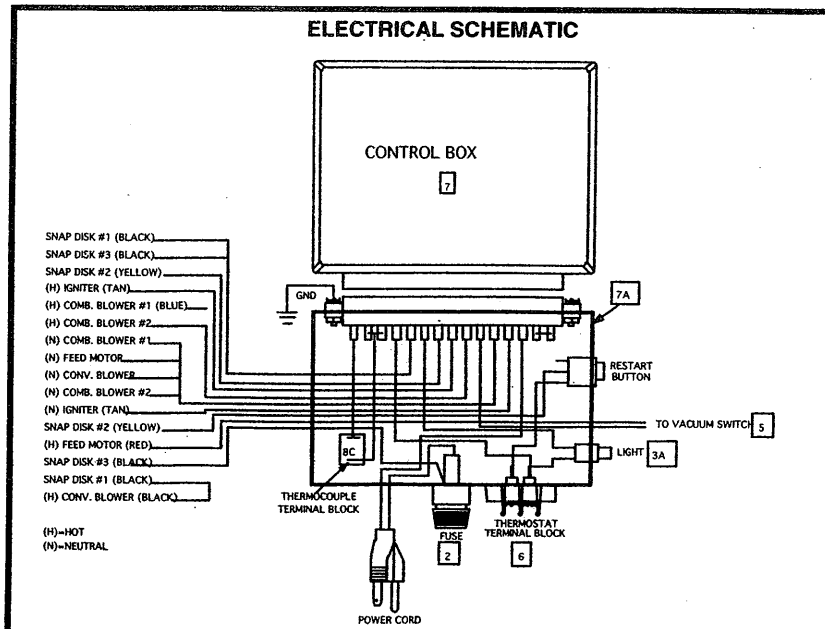 ELECTRICAL SCHEMATIC
CONTROL BOX
7
SNAP DISK #1 (BLACK)
SNAP DISK #3 (BLACK)
SNAP DISK #2 (YELLOW)
(H) IGNITER (TAN)
(H) COMB. BLOWER #1 (BLUE)
(H) COMB. BLOWER #2
(N) COMB. BLOWER #1
(N) FEED MOTOR
(N) CONV. BLOWER
(N) COMB. BLOWER #2
(N) IGNITER (TAN)
SNAP DISK #2 (YELLOW)
(H) FEED MOTOR (RED)
SNAP DISK #3 (BLACK)
SNAP DISK #1 (BLACK)
(H) CONV. BLOWER (BLACK)
(H)=HOT
(N)=NEUTRAL
GND
7A
RESTART
BUTTON
TO VACUUM SWITCH
5
LIGHT
3A
8C
THERMOCOUPLE
TERMINAL BLOCK
FUSE
2
THERMOSTAT
TERMINAL BLOCK
6
POWER CORD